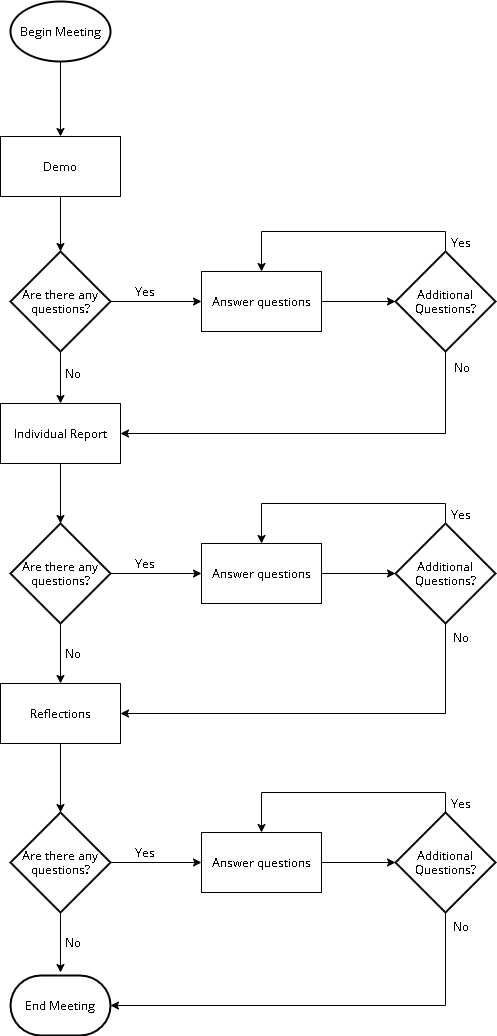 Begin Meeting
Demo
Yes
Are there any
questions?
Yes
Answer questions
Additional
Questions?
No
No
Individual Report
Yes
Are there any
questions?
Yes
Answer questions
Additional
Questions?
No
No
Reflections
Yes
Are there any
questions?
Yes
Answer questions
Additional
Questions?
No
No
End Meeting